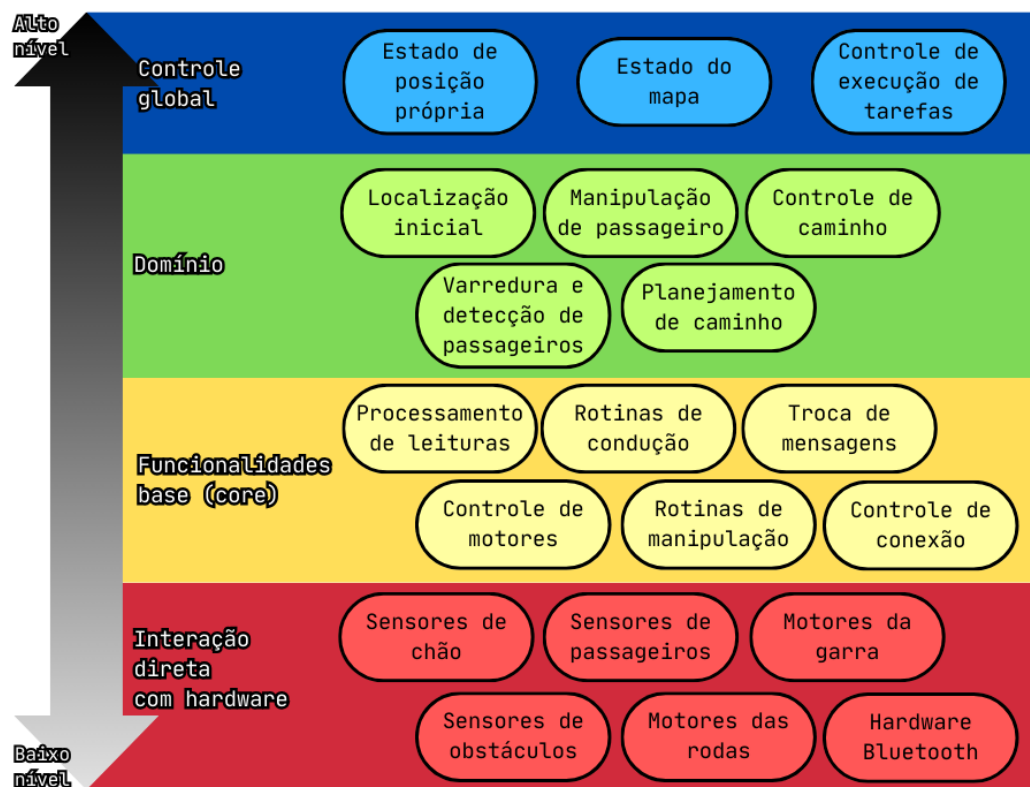 Alto
nível
Controle
global
Estado de
posição
própria
Estado do
mapa
Controle de
execução de
tarefas
Domínio
Localização
inicial
Manipulação
de passageiro
Controle de
caminho
Varredura e
detecção de
passageiros
Planejamento
de caminho
Funcionalidades
base (core)
Processamento
de leituras
Rotinas de
condução
Troca de
mensagens
Controle de
motores
Rotinas de
manipulação
Controle de
conexão
Interação
direta
com hardware
Sensores de
chão
Sensores de
passageiros
Motores da
garra
Sensores de
obstáculos
Motores das
rodas
Hardware
Bluetooth
Baixo
nível